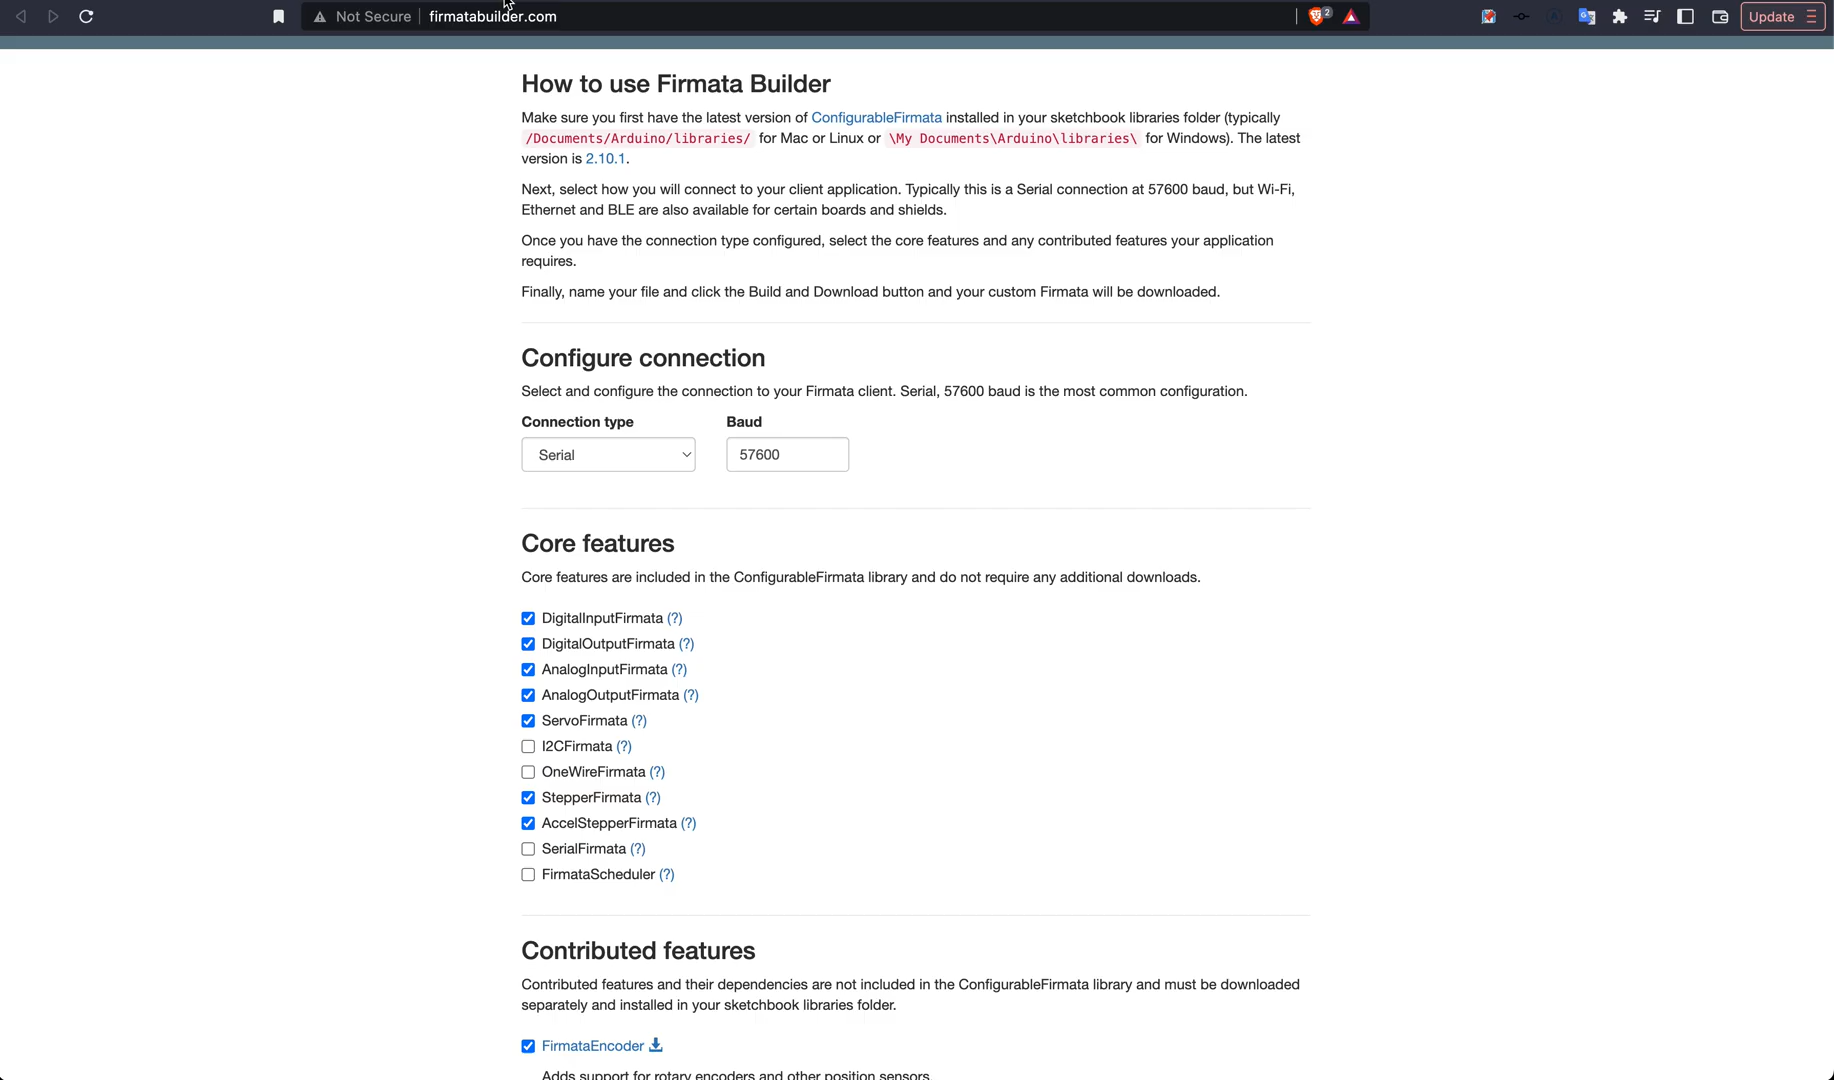 Not Secure firmatabuilder.com 2 Update
How to use Firmata Builder
Make sure you first have the latest version of ConfigurableFirmata installed in your sketchbook libraries folder (typically
/Documents/Arduino/libraries/ for Mac or Linux or \My Documents\Arduino\libraries\ for Windows). The latest
version is 2.10.1.
Next, select how you will connect to your client application. Typically this is a Serial connection at 57600 baud, but Wi-Fi,
Ethernet and BLE are also available for certain boards and shields.
Once you have the connection type configured, select the core features and any contributed features your application
requires.
Finally, name your file and click the Build and Download button and your custom Firmata will be downloaded.
Configure connection
Select and configure the connection to your Firmata client. Serial, 57600 baud is the most common configuration.
Connection type Baud
Serial 57600
Core features
Core features are included in the ConfigurableFirmata library and do not require any additional downloads.
DigitalInputFirmata (?)
DigitalOutputFirmata (?)
AnalogInputFirmata (?)
AnalogOutputFirmata (?)
ServoFirmata (?)
I2CFirmata (?)
OneWireFirmata (?)
StepperFirmata (?)
AccelStepperFirmata (?)
SerialFirmata (?)
FirmataScheduler (?)
Contributed features
Contributed features and their dependencies are not included in the ConfigurableFirmata library and must be downloaded
separately and installed in your sketchbook libraries folder.
FirmataEncoder
Adds support for rotary encoders and other position sensors.